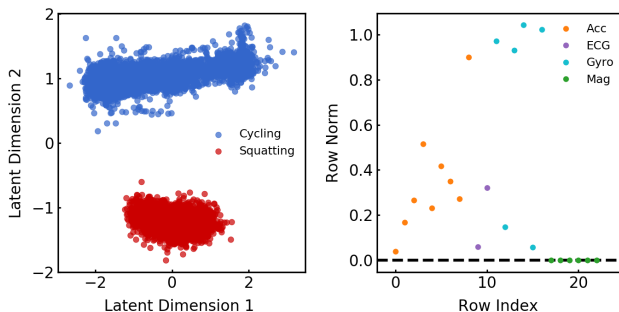 2
1
0
−1
−2
−2
0
2
Latent Dimension 2
Latent Dimension 1
Cycling
Squatting
1.0
0.8
0.6
0.4
0.2
0.0
0
10
20
Row Norm
Row Index
Acc
ECG
Gyro
Mag